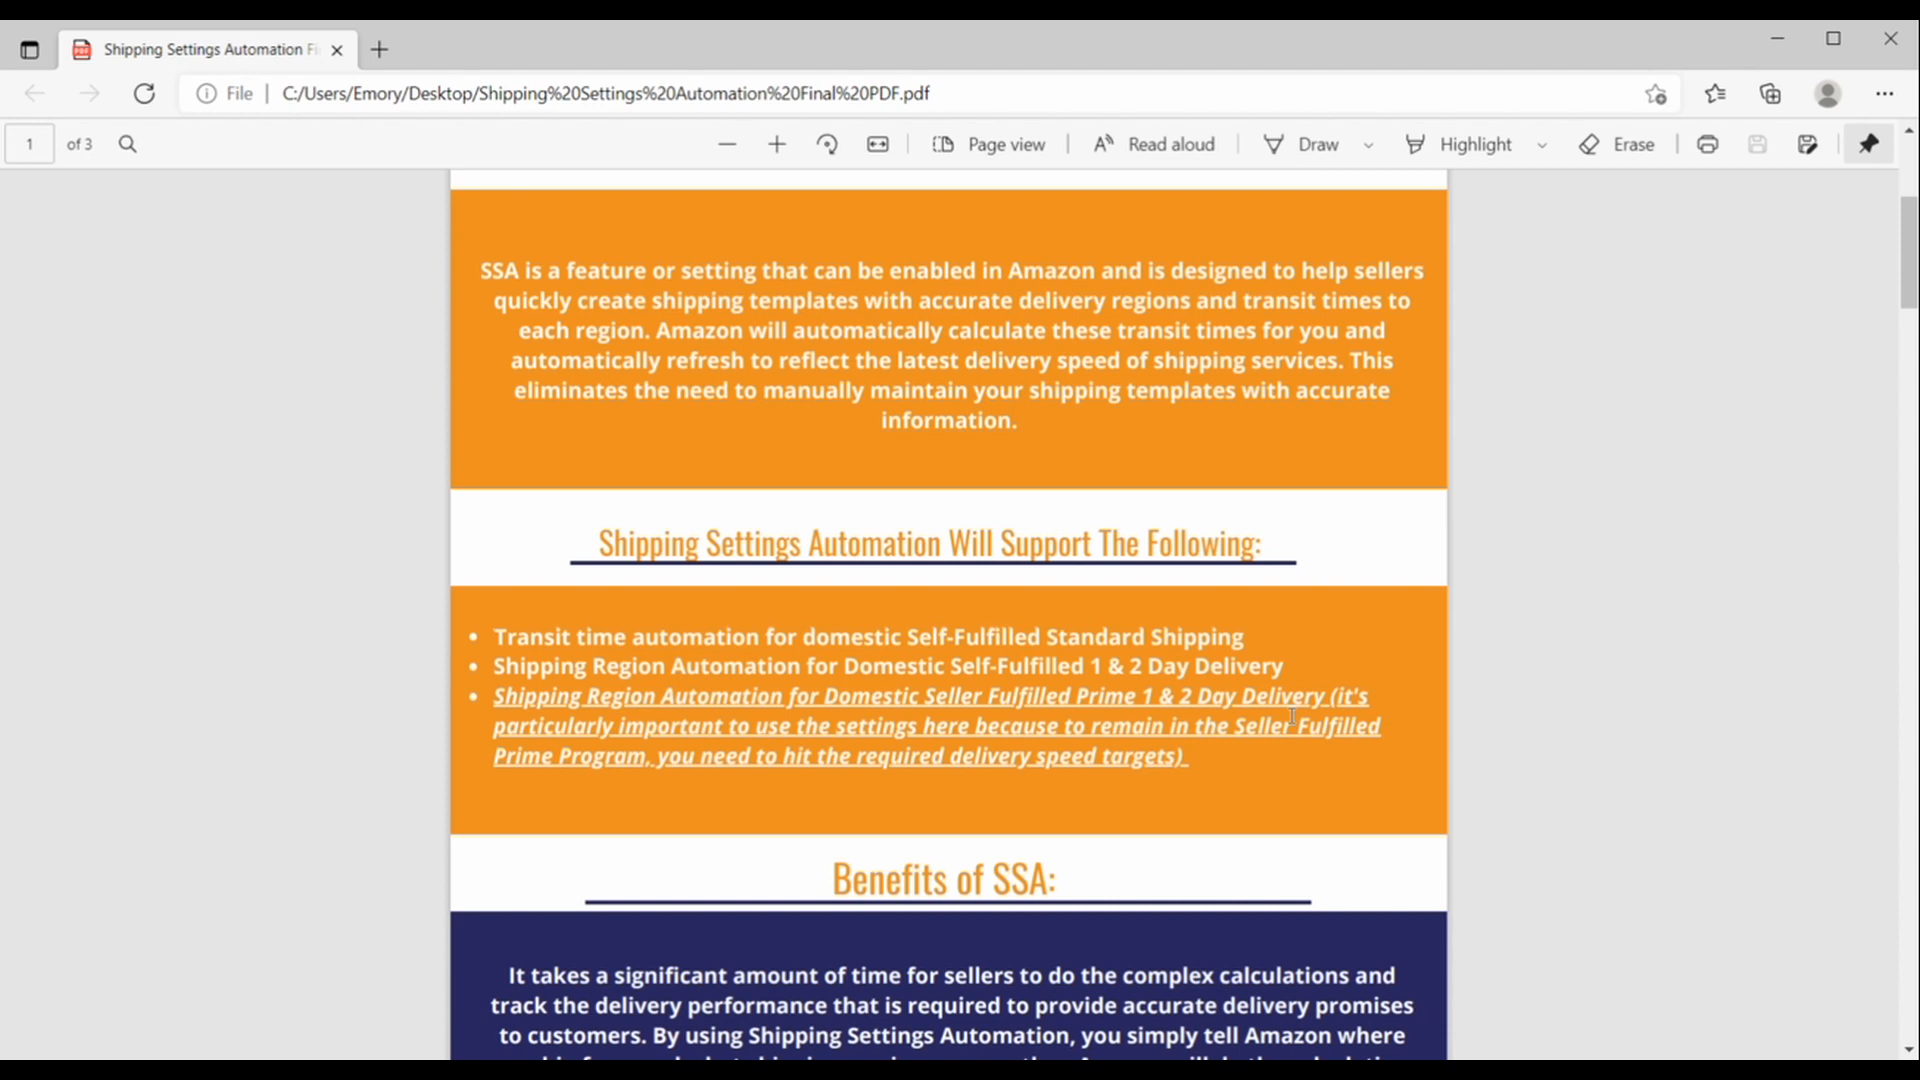 Shipping Settings Automation Fi
File
C:/Users/Emory/Desktop/Shipping%20Settings%20Automation%20Final%20PDF.pdf
1 of 3
Page view
Read aloud
Draw
Highlight
Erase
SSA is a feature or setting that can be enabled in Amazon and is designed to help sellers
quickly create shipping templates with accurate delivery regions and transit times to
each region. Amazon will automatically calculate these transit times for you and
automatically refresh to reflect the latest delivery speed of shipping services. This
eliminates the need to manually maintain your shipping templates with accurate
information.
Shipping Settings Automation Will Support The Following:
• Transit time automation for domestic Self-Fulfilled Standard Shipping
• Shipping Region Automation for Domestic Self-Fulfilled 1 & 2 Day Delivery
• Shipping Region Automation for Domestic Seller Fulfilled Prime 1 & 2 Day Delivery (it's
particularly important to use the settings here because to remain in the Seller Fulfilled
Prime Program, you need to hit the required delivery speed targets)
Benefits of SSA:
It takes a significant amount of time for sellers to do the complex calculations and
track the delivery performance that is required to provide accurate delivery promises
to customers. By using Shipping Settings Automation, you simply tell Amazon where